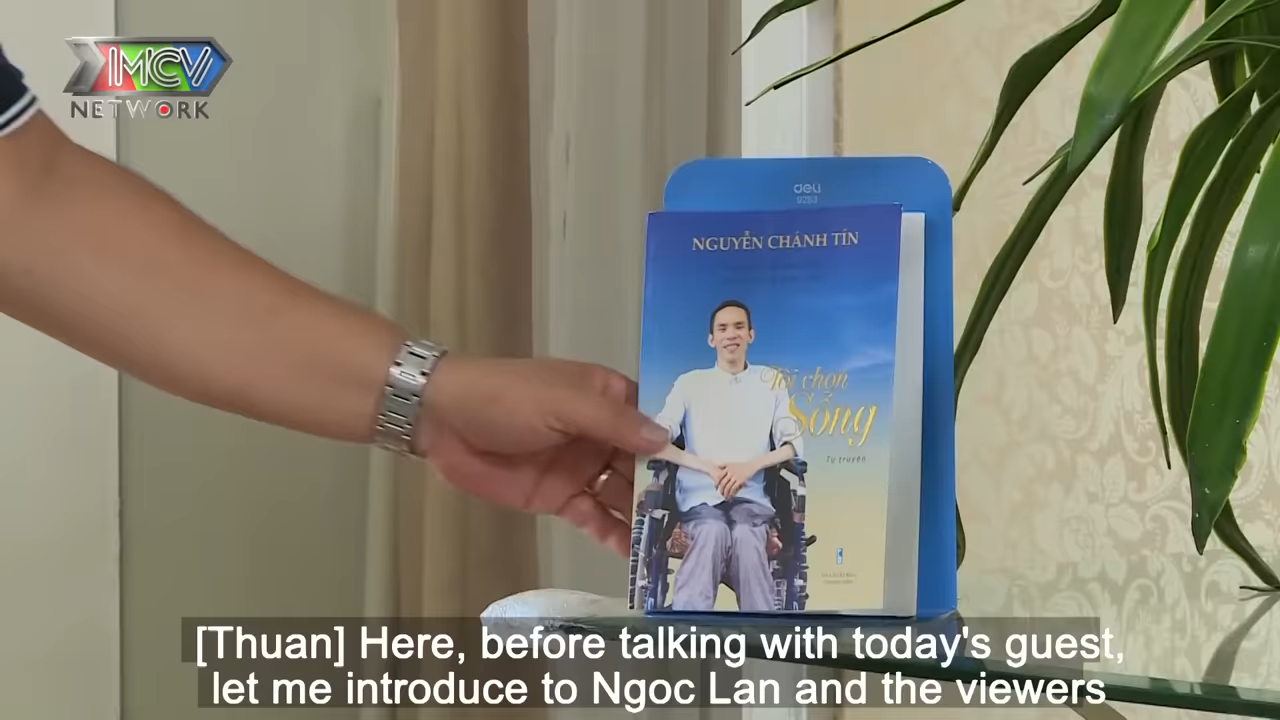 MCV
NETWORK
deli
9263
NGUYỄN CHÁNH TÍN
Tôi chọn
Sống
Tự truyện
[Thuan] Here, before talking with today's guest,
let me introduce to Ngoc Lan and the viewers